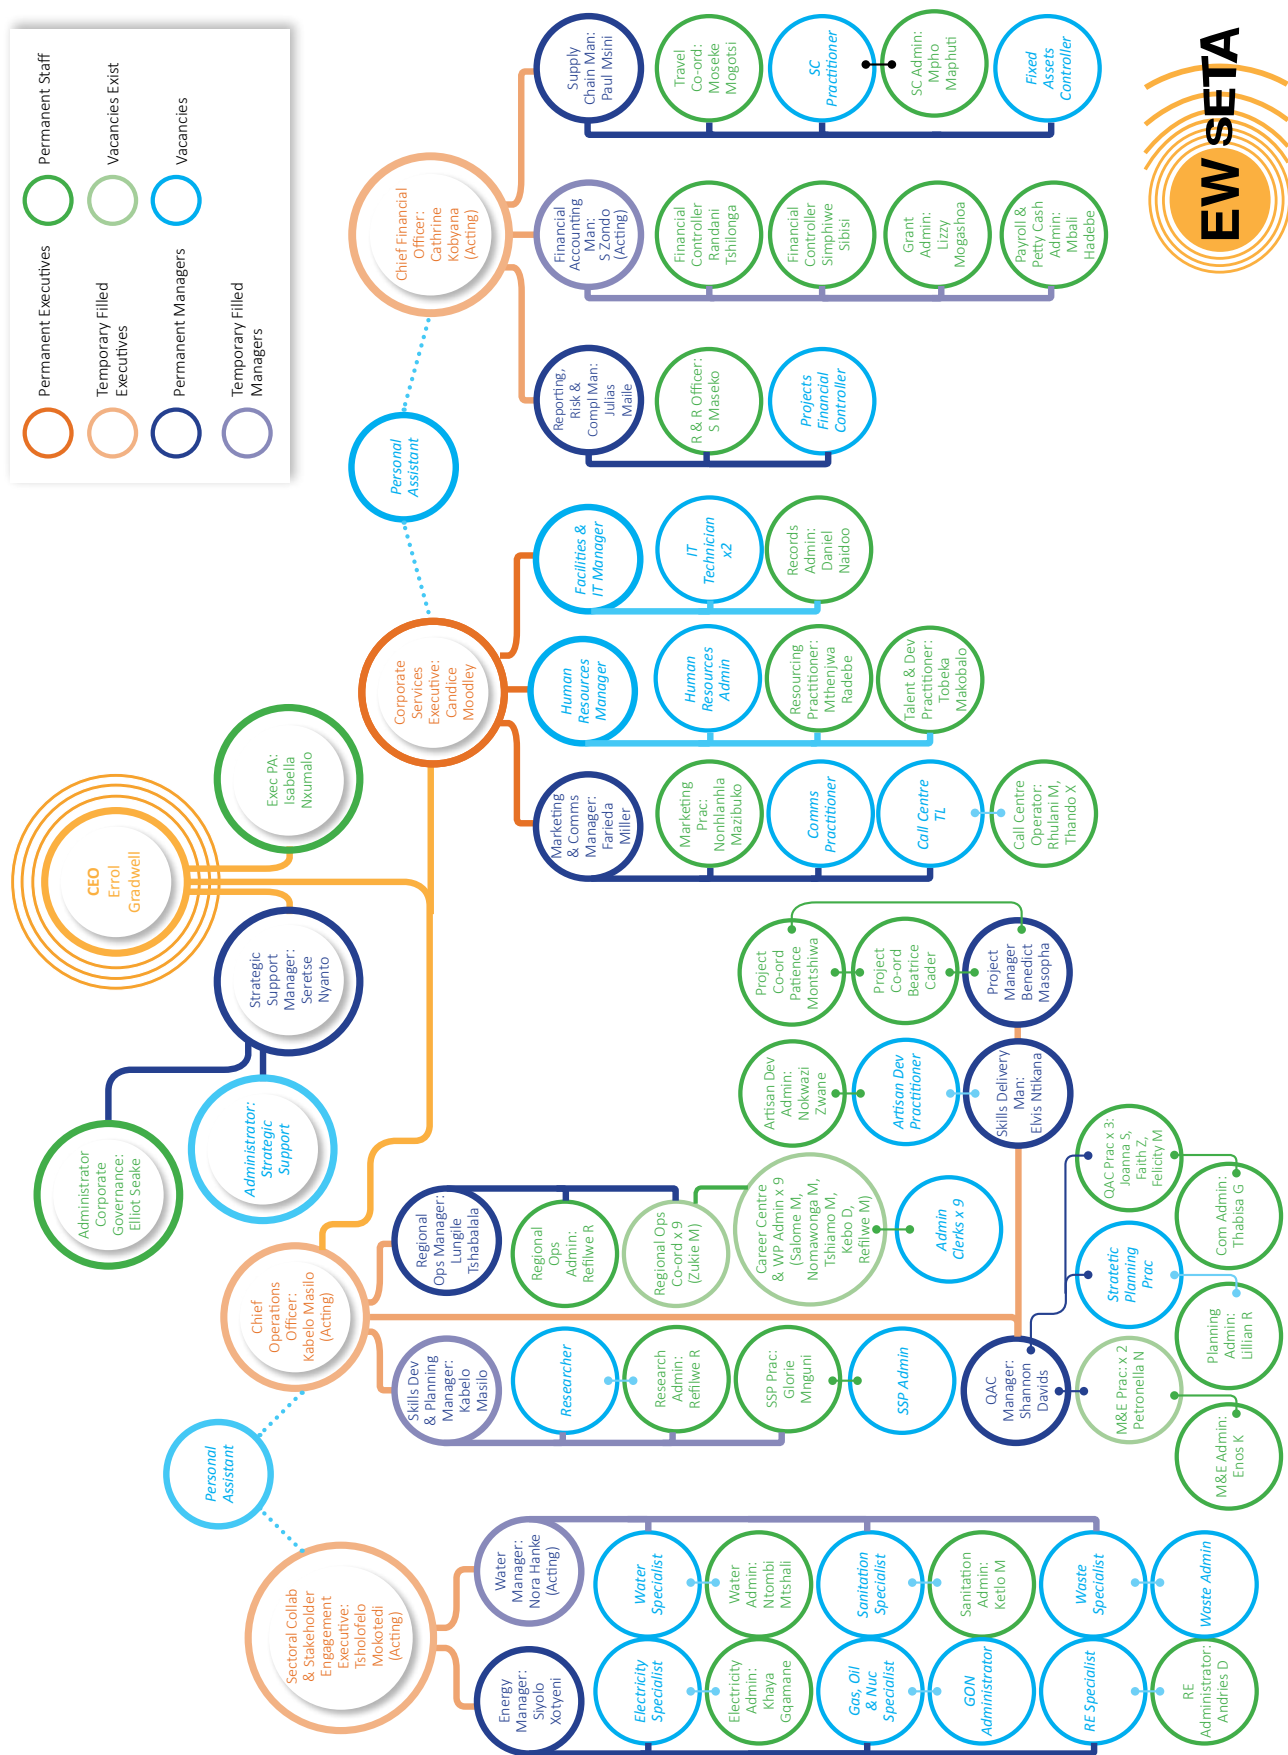 Permanent Executives
Temporary Filled
Executives
Permanent Managers
Temporary Filled
Managers
Permanent Staff
Vacancies Exist
Vacancies
CEO
Errol
Gradwell
Exec PA:
Isabella
Nxumalo
Strategic
Support
Manager:
Seretse
Nyanto
Administrator
Corporate
Governance:
Elliot Seake
Administrator:
Strategic
Support
Sectoral Collab
& Stakeholder
Engagement
Executive:
Tsholofelo
Mokotedi
(Acting)
Personal
Assistant
Chief
Operations
Officer:
Kabelo Masilo
(Acting)
Corporate
Services
Executive:
Candice
Moodley
Personal
Assistant
Chief Financial
Officer:
Cathrine
Kobyana
(Acting)
Energy
Manager:
Siyolo
Xotyeni
Electricity
Specialist
Electricity
Admin:
Khaya
Gqamane
Gas, Oil
& Nuc
Specialist
GON
Administrator
RE Specialist
RE
Administrator:
Andries D
Water
Manager:
Nora Hanke
(Acting)
Water
Specialist
Water
Admin:
Ntombi
Mtshali
Sanitation
Specialist
Sanitation
Admin:
Ketlo M
Waste
Specialist
Waste Admin
Skills Dev
& Planning
Manager:
Kabelo
Masilo
Researcher
Research
Admin:
Refilwe R
SSP Prac:
Glorie
Mnguni
SSP Admin
Regional
Ops Manager:
Lungile
Tshabalala
Regional
Ops
Admin:
Refilwe R
Regional Ops
Co-ord x 9
(Zukie M)
Career Centre
& WP Admin x 9
(Salome M,
Nomawonga M,
Tshiamo M,
Kebo D,
Refilwe M)
Admin
Clerks x 9
QAC
Manager:
Shannon
Davids
M&E Prac: x 2
Petronella N
M&E Admin:
Enos K
Stratetic
Planning
Prac
Planning
Admin:
Lillian R
QAC Prac x 3:
Joanna S,
Faith Z,
Felicity M
Com Admin:
Thabisa G
Artisan Dev
Admin:
Nokwazi
Zwane
Artisan Dev
Practitioner
Skills Delivery
Man:
Elvis Ntikana
Project
Co-ord
Patience
Montshiwa
Project
Co-ord
Beatrice
Cader
Project
Manager
Benedict
Masopha
Marketing
& Comms
Manager:
Farieda
Miller
Marketing
Prac:
Nonhlanhla
Mazibuko
Comms
Practitioner
Call Centre
TL
Call Centre
Operator:
Rhulani M,
Thando X
Human
Resources
Manager
Human
Resources
Admin
Resourcing
Practitioner:
Mthenjwa
Radebe
Talent & Dev
Practitioner:
Tobeka
Makobalo
Facilities &
IT Manager
IT
Technician
x2
Records
Admin:
Daniel
Naidoo
Reporting,
Risk &
Compl Man:
Julias
Maile
R & R Officer:
S Maseko
Projects
Financial
Controller
Financial
Accounting
Man:
S Zondo
(Acting)
Financial
Controller
Randani
Tshilonga
Financial
Controller
Simphiwe
Sibisi
Grant
Admin:
Lizzy
Mogashoa
Payroll &
Petty Cash
Admin:
Mbali
Hadebe
Supply
Chain Man:
Paul Msini
Travel
Co-ord:
Moseke
Mogotsi
SC
Practitioner
SC Admin:
Mpho
Maphuti
Fixed
Assets
Controller
EW SETA